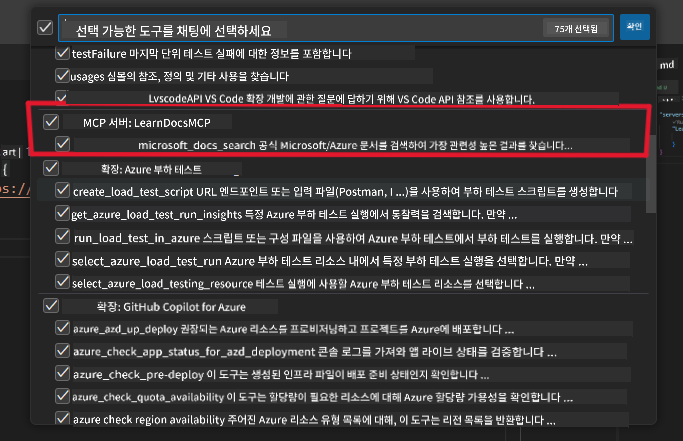 선택 가능한 도구를 채팅에 선택하세요
75개 선택됨
확인
testFailure 마지막 단위 테스트 실패에 대한 정보를 포함합니다
usages 심볼의 참조, 정의 및 기타 사용을 찾습니다
LvscodeAPI VS Code 확장 개발에 관한 질문에 답하기 위해 VS Code API 참조를 사용합니다.
MCP 서버: LearnDocsMCP
microsoft_docs_search 공식 Microsoft/Azure 문서를 검색하여 가장 관련성 높은 결과를 찾습니다...
확장: Azure 부하 테스트
create_load_test_script URL 엔드포인트 또는 입력 파일(Postman, I ...)을 사용하여 부하 테스트 스크립트를 생성합니다
get_azure_load_test_run_insights 특정 Azure 부하 테스트 실행에서 통찰력을 검색합니다. 만약 ...
run_load_test_in_azure 스크립트 또는 구성 파일을 사용하여 Azure 부하 테스트에서 부하 테스트를 실행합니다. 만약 ...
select_azure_load_test_run Azure 부하 테스트 리소스 내에서 특정 부하 테스트 실행을 선택합니다. 만약 ...
select_azure_load_testing_resource 테스트 실행에 사용할 Azure 부하 테스트 리소스를 선택합니다 ...
확장: GitHub Copilot for Azure
azure_azd_up_deploy 권장되는 Azure 리소스를 프로비저닝하고 프로젝트를 Azure에 배포합니다 ...
azure_check_app_status_for_azd_deployment 콘솔 로그를 가져와 앱 라이브 상태를 검증합니다 ...
azure_check_pre-deploy 이 도구는 생성된 인프라 파일이 배포 준비 상태인지 확인합니다 ...
azure_check_quota_availability 이 도구는 할당량이 필요한 리소스에 대해 Azure 할당량 가용성을 확인합니다 ...
azure check region availability 주어진 Azure 리소스 유형 목록에 대해, 이 도구는 리전 목록을 반환합니다 ...
art
{
s://
md
"servers